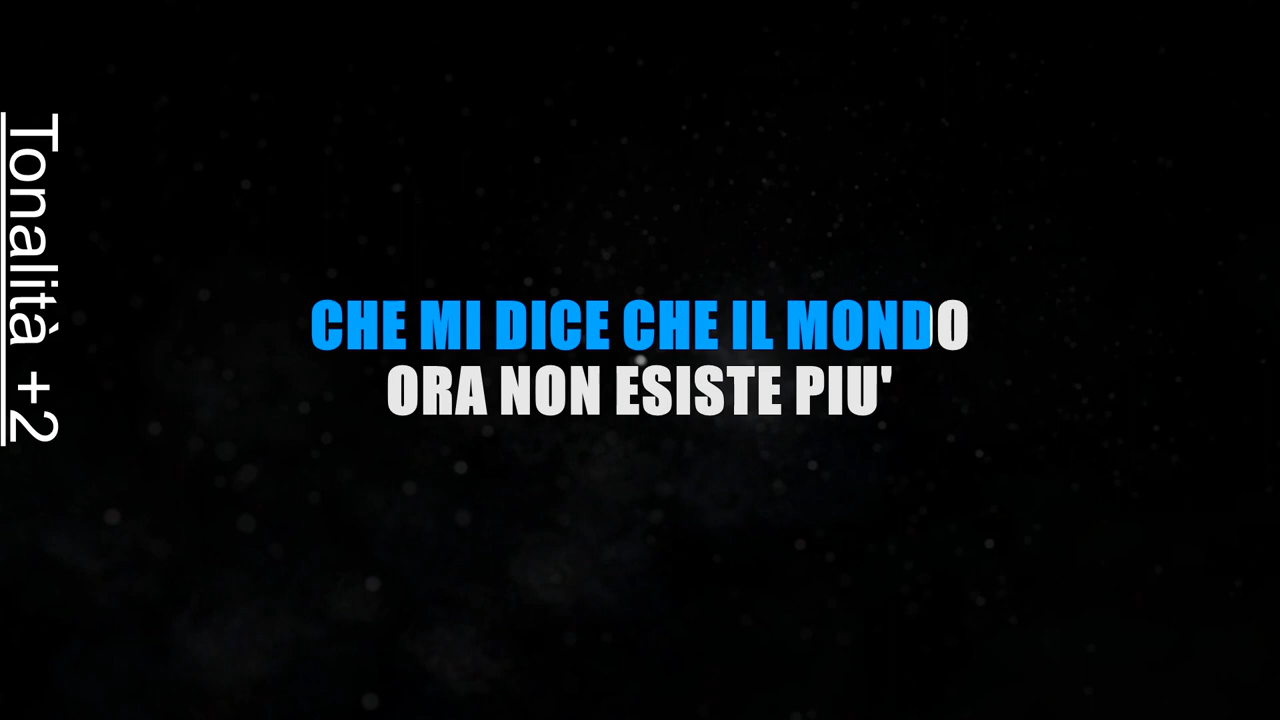 Tonalità +2
CHE MI DICE CHE IL MONDO
ORA NON ESISTE PIU'